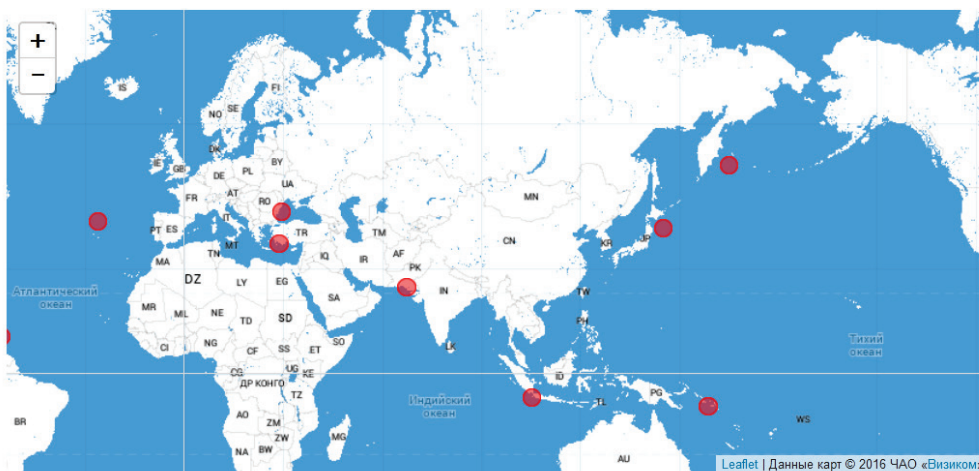 +
−
IS
FI
NO
SE
DK
IE
GB
BY
DE
PL
UA
FR
AT
RO
IT
PT
ES
TR
TM
MN
MT
MA
TN
IQ
IR
AF
PK
CN
KR
JP
DZ
LY
EG
SA
IN
TW
Атлантический
океан
MR
ML
NE
TD
SD
PH
CI
NG
CF
SS
ET
SO
LK
Тихий
океан
CG
UG
KE
ID
ДР КОНГО
TZ
PG
TL
Индийский
океан
BR
AO
ZM
MG
WS
NA
BW
ZW
AU
Leaflet | Данные карт © 2016 ЧАО «Визиком»